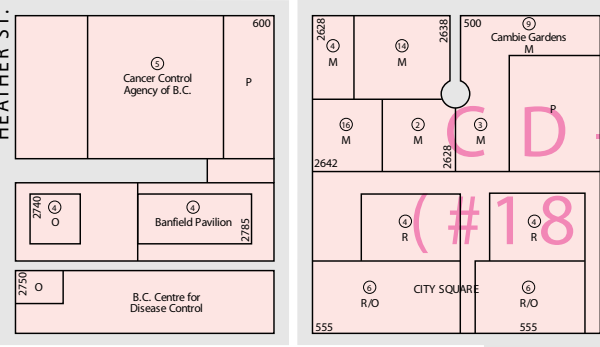 HEATHER ST.
600
5
Cancer Control
Agency of B.C.
P
2740
4
O
4
Banfield Pavilion
2785
2750
O
B.C. Centre for
Disease Control
2628
4
M
14
M
2638
500
9
Cambie Gardens
M
P
16
M
2642
2
M
2628
3
M
C D -
4
R
4
R
( #18
6
R/O
CITY SQUARE
6
R/O
555
555